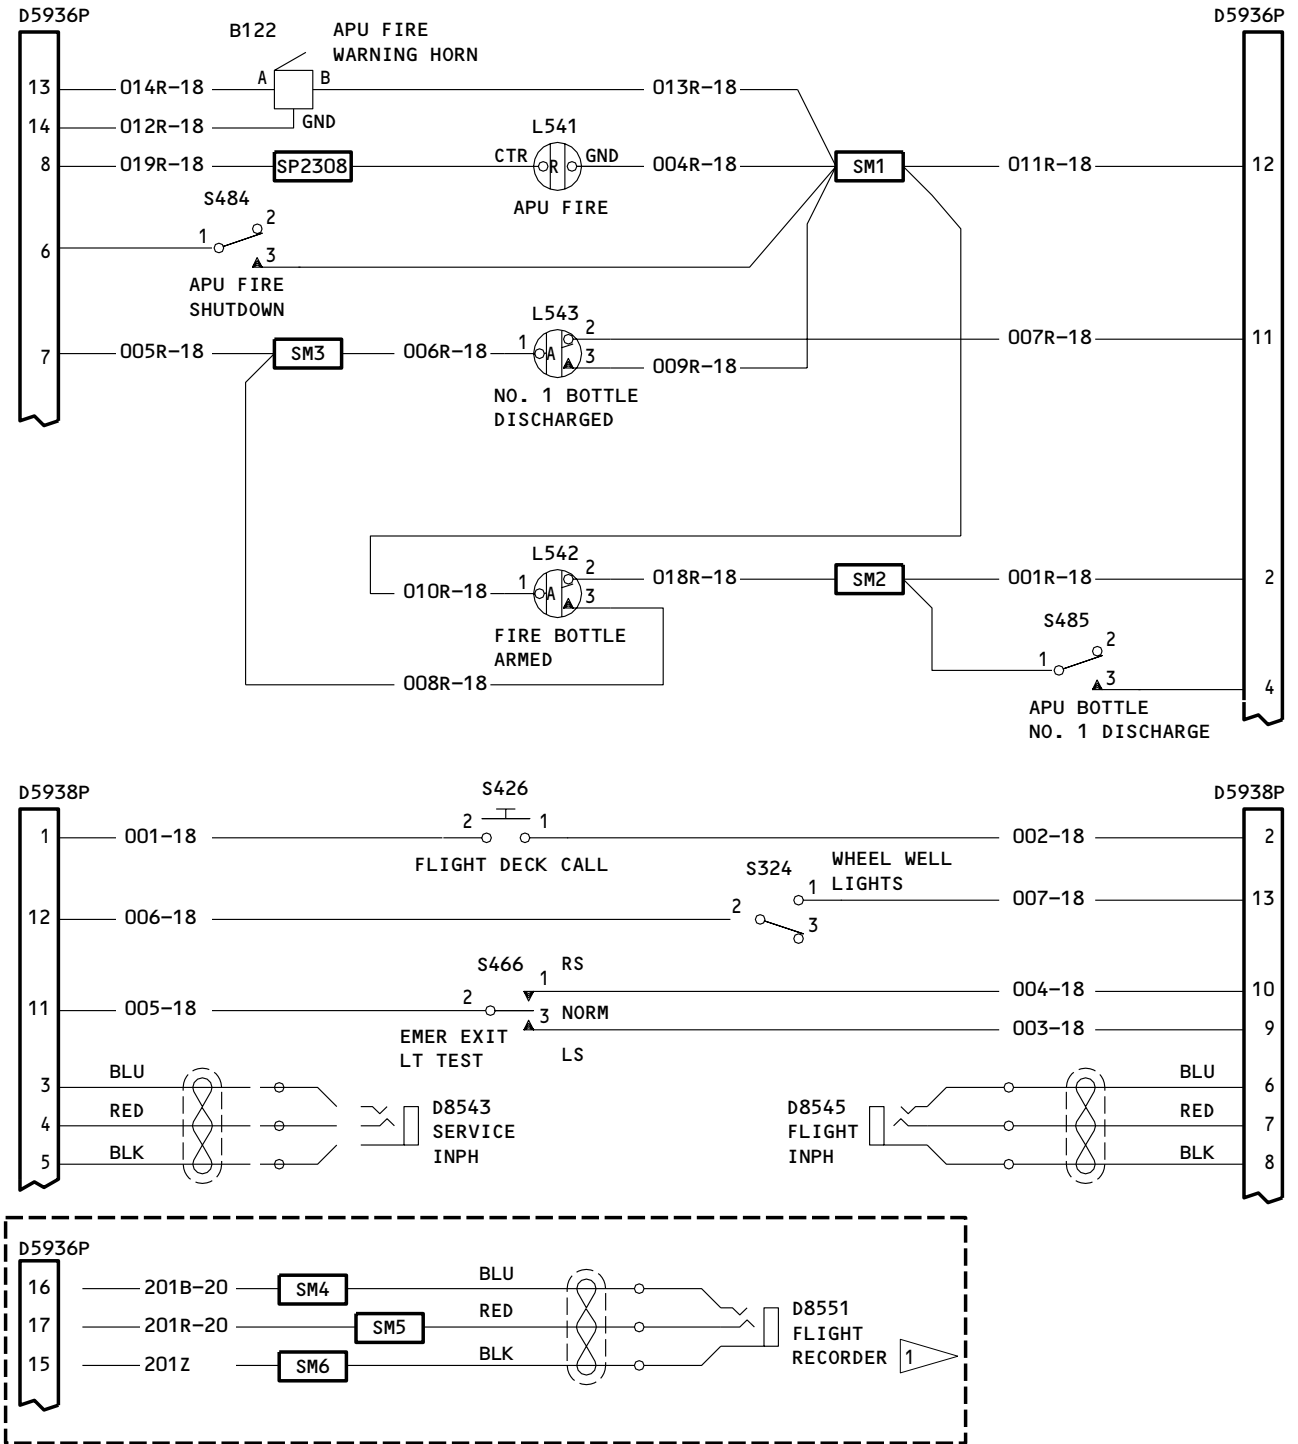 D5936P
D5936P
B122
APU FIRE
WARNING HORN
13
014R-18
A
B
013R-18
14
012R-18
GND
L541
8
019R-18
SP2308
CTR
R
GND
004R-18
SM1
011R-18
12
APU FIRE
S484
2
1
6
3
APU FIRE
SHUTDOWN
L543
2
007R-18
11
7
005R-18
SM3
006R-18
1
A
3
009R-18
NO. 1 BOTTLE
DISCHARGED
L542
2
018R-18
SM2
001R-18
2
010R-18
1
A
3
FIRE BOTTLE
ARMED
S485
2
1
008R-18
3
4
APU BOTTLE
NO. 1 DISCHARGE
D5938P
D5938P
S426
1
001-18
2
1
002-18
2
FLIGHT DECK CALL
S324
WHEEL WELL
LIGHTS
1
007-18
13
12
006-18
2
3
S466
RS
1
004-18
10
11
005-18
2
3
NORM
003-18
9
EMER EXIT
LT TEST
LS
3
BLU
BLU
6
4
RED
RED
7
5
BLK
BLK
8
D8543
SERVICE
INPH
D8545
FLIGHT
INPH
D5936P
16
201B-20
SM4
BLU
17
201R-20
SM5
RED
15
201Z
SM6
BLK
D8551
FLIGHT
RECORDER
1